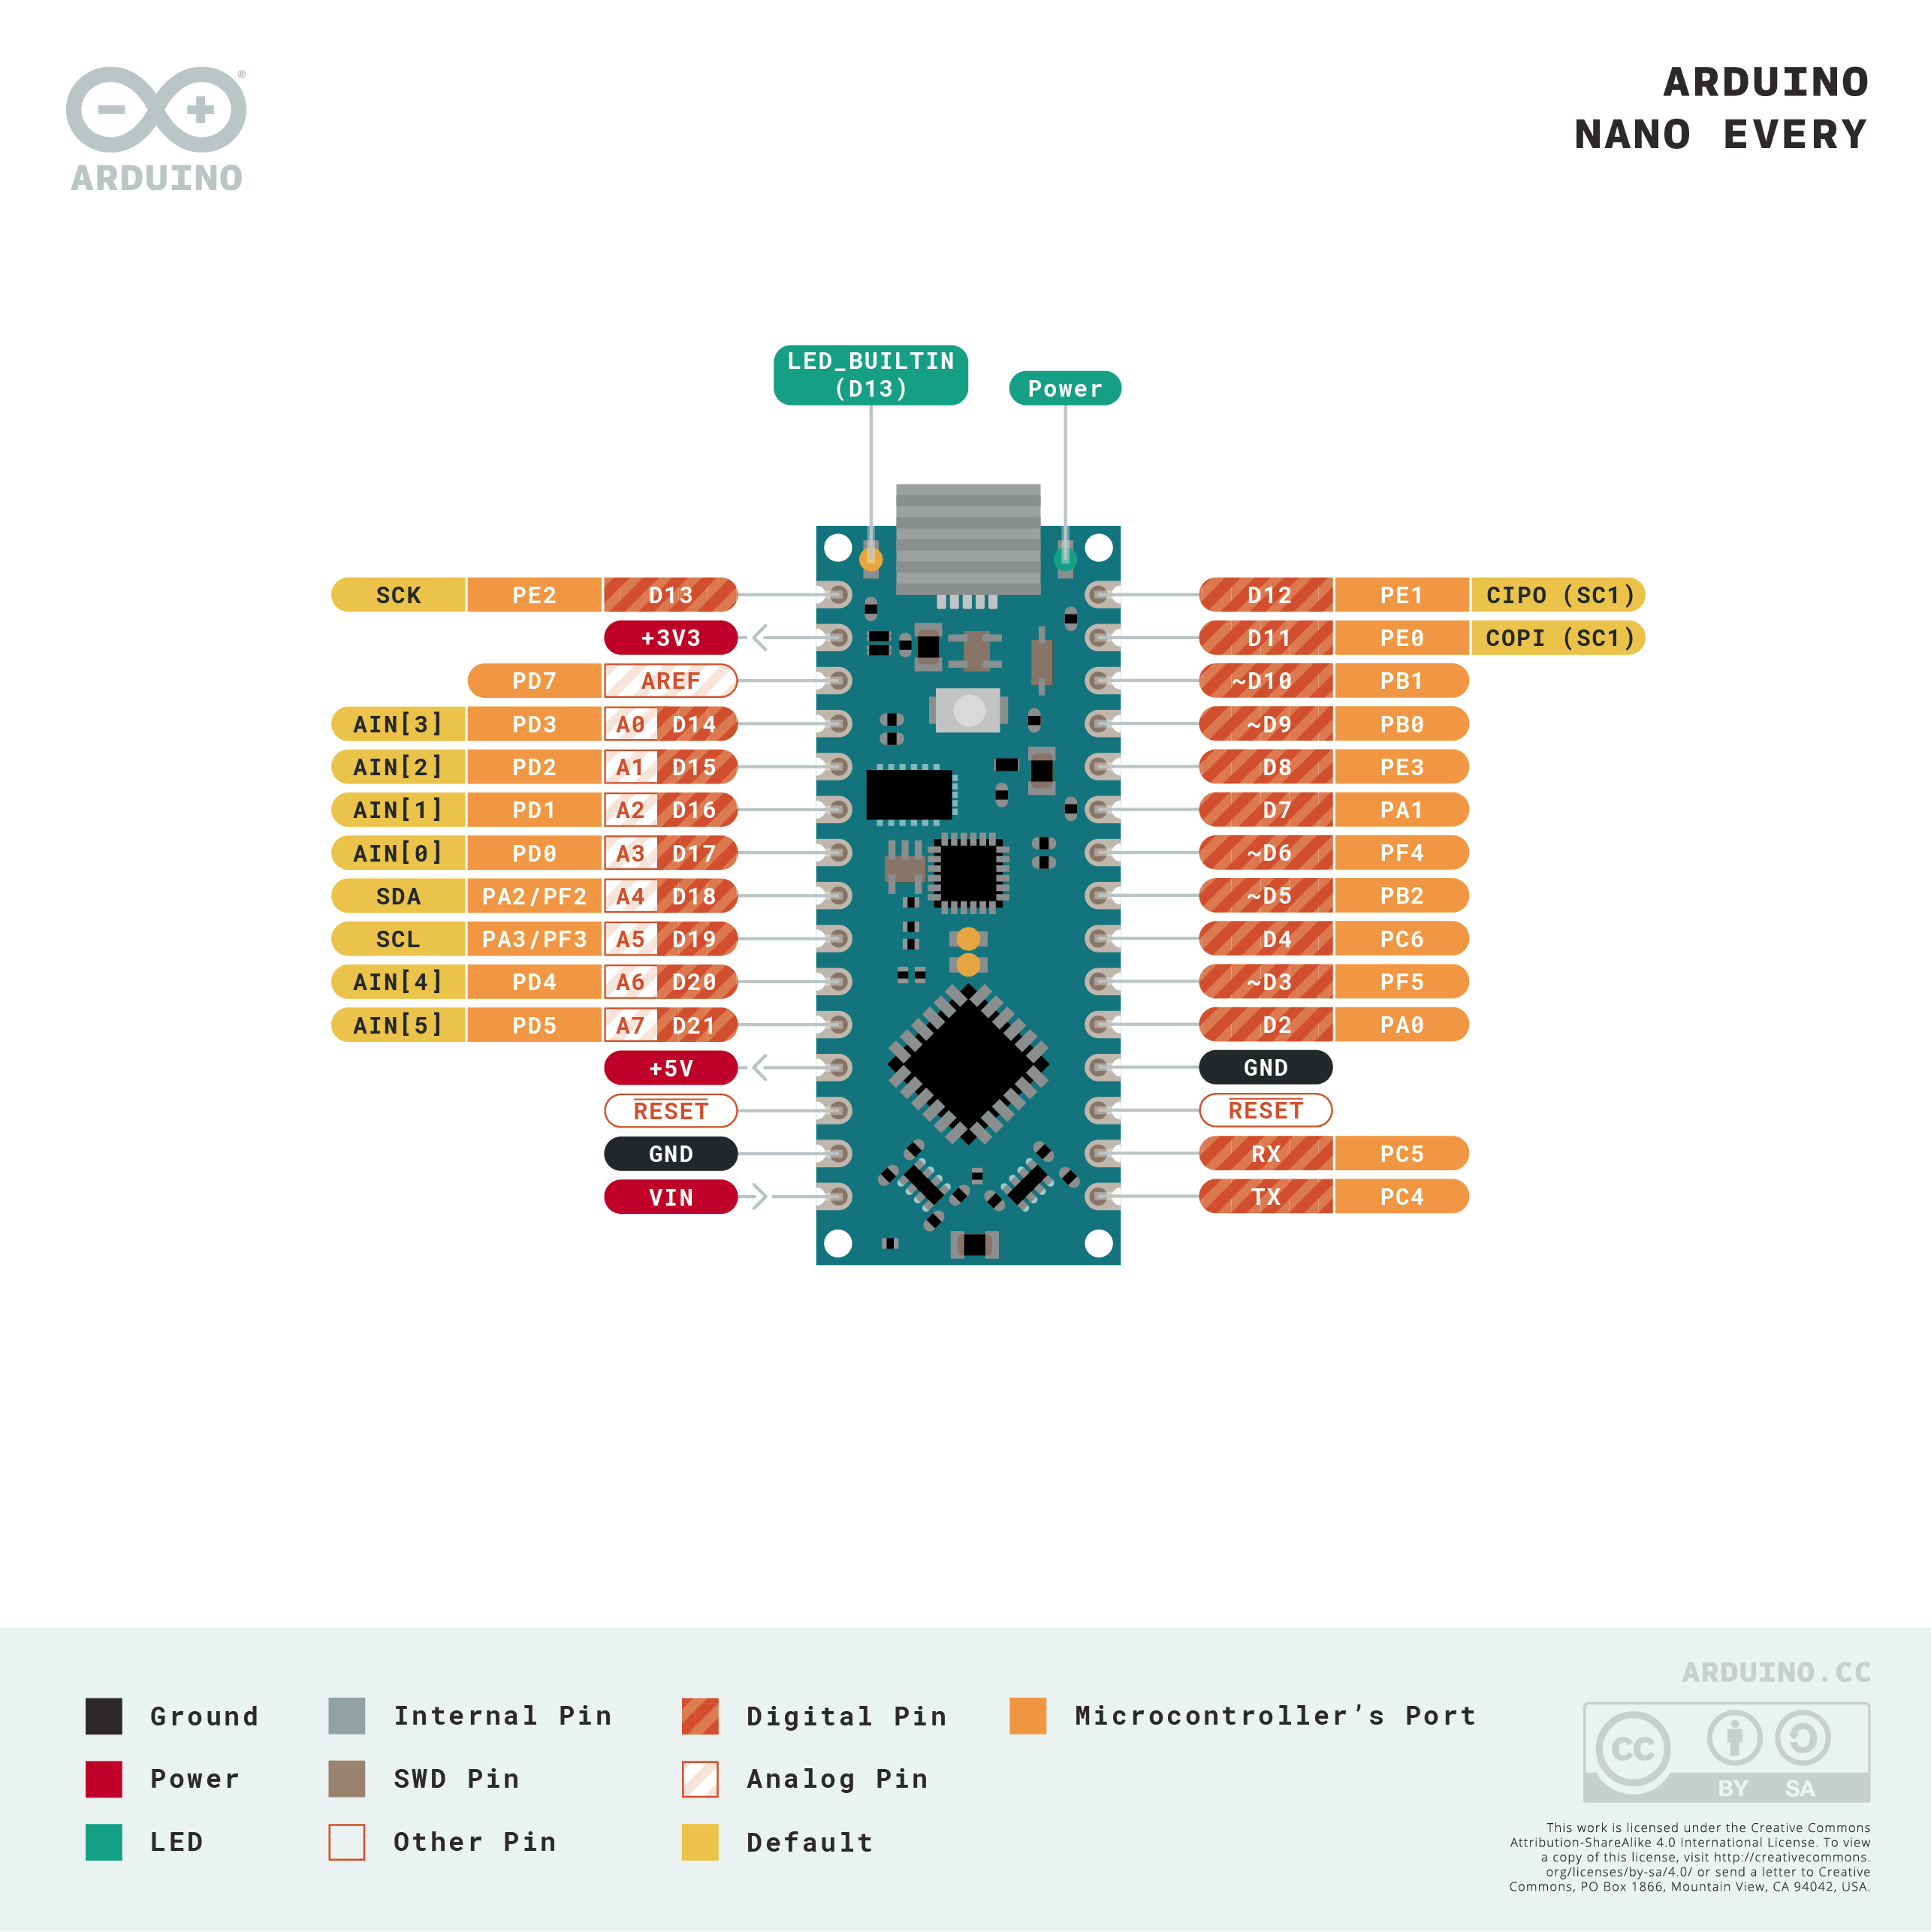 ®
ARDUINO
ARDUINO
NANO EVERY
LED_BUILTIN
(D13)
Power
SCK PE2 D13
+3V3
PD7 AREF
AIN[3] PD3 A0 D14
AIN[2] PD2 A1 D15
AIN[1] PD1 A2 D16
AIN[0] PD0 A3 D17
SDA PA2/PF2 A4 D18
SCL PA3/PF3 A5 D19
AIN[4] PD4 A6 D20
AIN[5] PD5 A7 D21
+5V
RESET
GND
VIN
D12 PE1 CIPO (SC1)
D11 PE0 COPI (SC1)
~D10 PB1
~D9 PB0
D8 PE3
D7 PA1
~D6 PF4
~D5 PB2
D4 PC6
~D3 PF5
D2 PA0
GND
RESET
RX PC5
TX PC4
Ground
Power
LED
Internal Pin
SWD Pin
Other Pin
Digital Pin
Analog Pin
Default
Microcontroller’s Port
ARDUINO.CC
CC
BY SA
This work is licensed under the Creative Commons
Attribution-ShareAlike 4.0 International License. To view
a copy of this license, visit http://creativecommons.
org/licenses/by-sa/4.0/ or send a letter to Creative
Commons, PO Box 1866, Mountain View, CA 94042, USA.